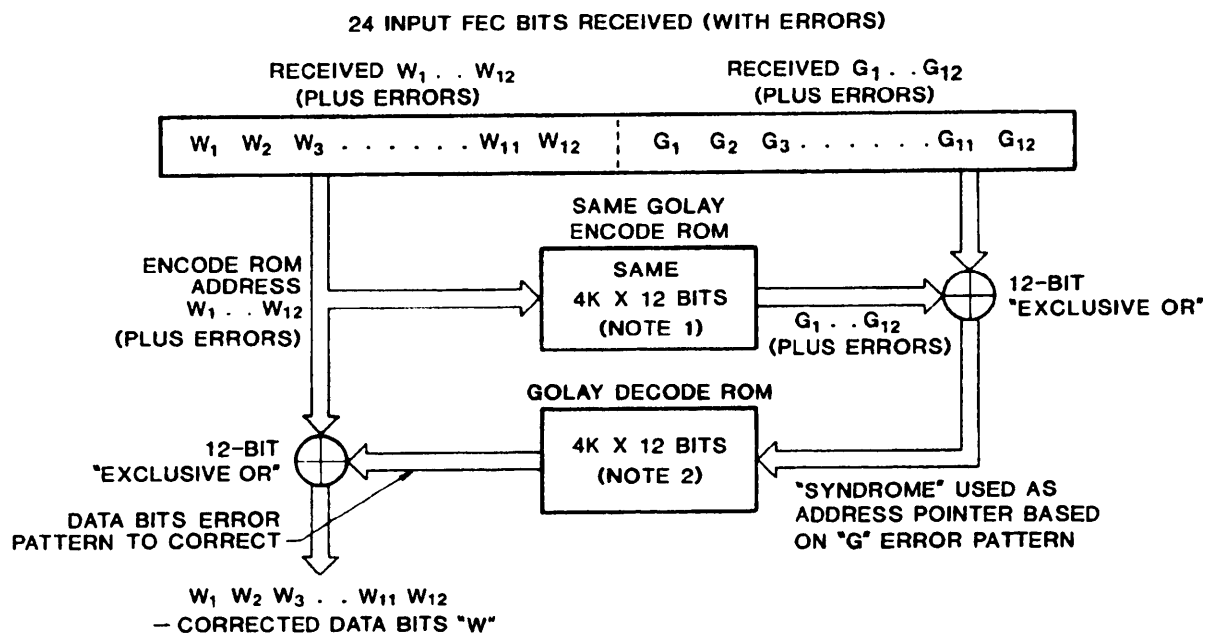 24 INPUT FEC BITS RECEIVED (WITH ERRORS)
RECEIVED W₁ . . W₁₂
(PLUS ERRORS)
RECEIVED G₁ . . G₁₂
(PLUS ERRORS)
W₁ W₂ W₃ . . . . . . W₁₁ W₁₂ G₁ G₂ G₃ . . . . . . G₁₁ G₁₂
SAME GOLAY
ENCODE ROM
ENCODE ROM
ADDRESS
W₁ . . W₁₂
(PLUS ERRORS)
SAME
4K X 12 BITS
(NOTE 1)
G₁ . . G₁₂
(PLUS ERRORS)
12-BIT
"EXCLUSIVE OR"
GOLAY DECODE ROM
4K X 12 BITS
(NOTE 2)
12-BIT
"EXCLUSIVE OR"
"SYNDROME" USED AS
ADDRESS POINTER BASED
ON "G" ERROR PATTERN
DATA BITS ERROR
PATTERN TO CORRECT
W₁ W₂ W₃ . . W₁₁ W₁₂
— CORRECTED DATA BITS "W"